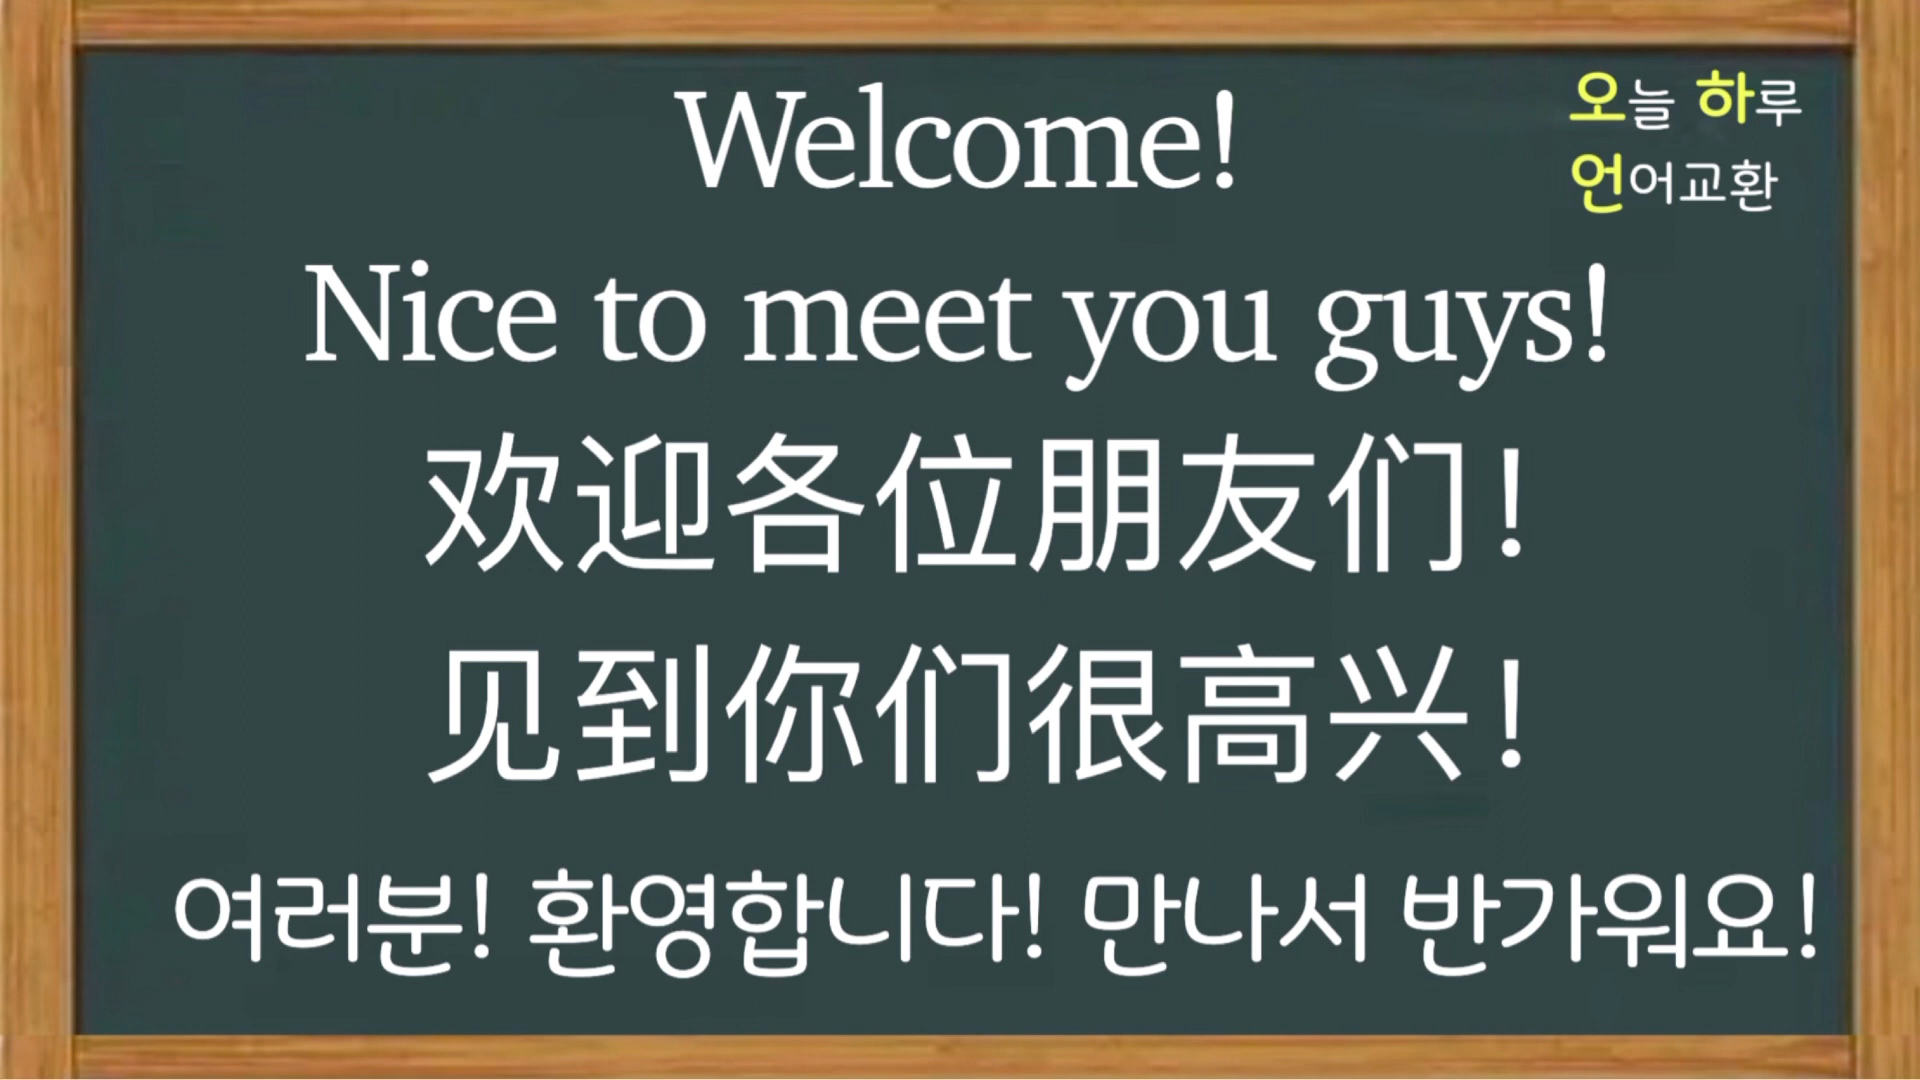 Welcome!
오늘 하루
언어교환
Nice to meet you guys!
欢迎各位朋友们！
见到你们很高兴！
여러분! 환영합니다! 만나서 반가워요!